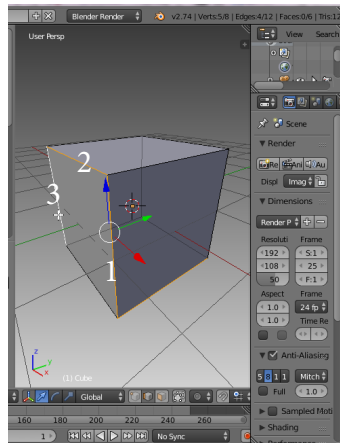 Blender Render
v2.74 | Verts:5/8 | Edges:4/12 | Faces:0/6 | Tris:12
User Persp
View
Search
2
3
1
Scene
Render
Re
Ani
Au
Displ
Imag
Dimensions
Render P
Resoluti
Frame
192
S:1
108
25
50
F:1
Aspect
Frame
1.0
24 fp
1.0
Time Re
Anti-Aliasing
5
8
1
1
Mitch
Full
1.0
Sampled Moti
Shading
z
y
x
(1) Cube
Global
160
180
200
220
240
260
1
No Sync